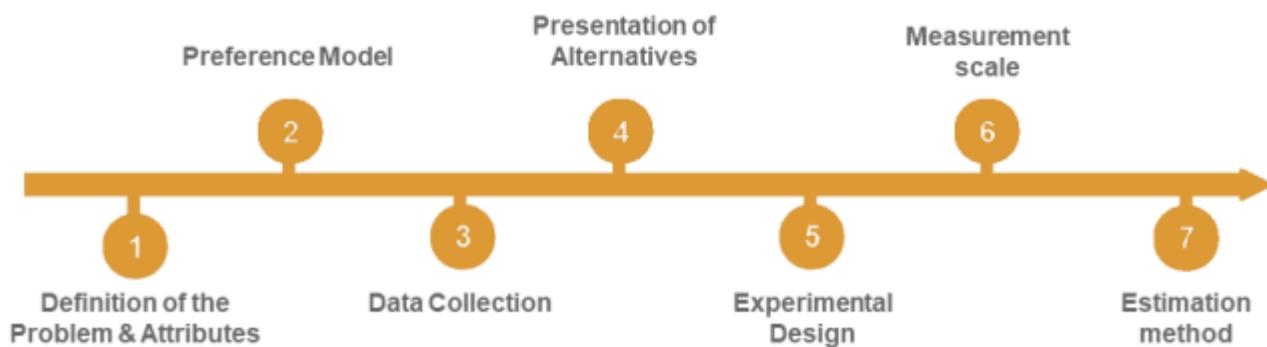 Presentation of
Alternatives
Measurement
scale
Preference Model
2
4
6
1
3
5
7
Definition of the
Problem & Attributes
Data Collection
Experimental
Design
Estimation
method